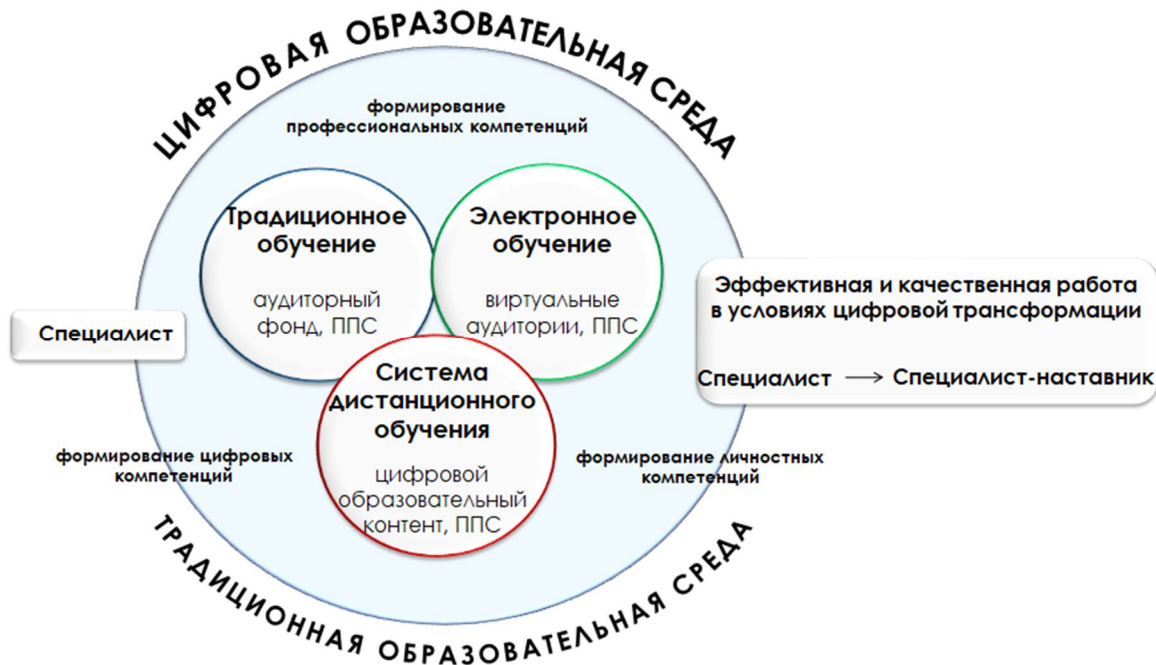 ЦИФРОВАЯ ОБРАЗОВАТЕЛЬНАЯ СРЕДА
формирование
профессиональных компетенций
Традиционное
обучение
аудиторный
фонд, ППС
Электронное
обучение
виртуальные
аудитории, ППС
Специалист
Эффективная и качественная работа
в условиях цифровой трансформации
Специалист → Специалист-наставник
Система
дистанционного
обучения
цифровой
образовательный
контент, ППС
формирование цифровых
компетенций
формирование личностных
компетенций
ТРАДИЦИОННАЯ ОБРАЗОВАТЕЛЬНАЯ СРЕДА